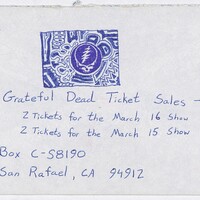 Grateful Dead Ticket Sales -
2 Tickets for the March 16 Show
2 Tickets for the March 15 Show
Box C-S8190
San Rafael, CA 94912